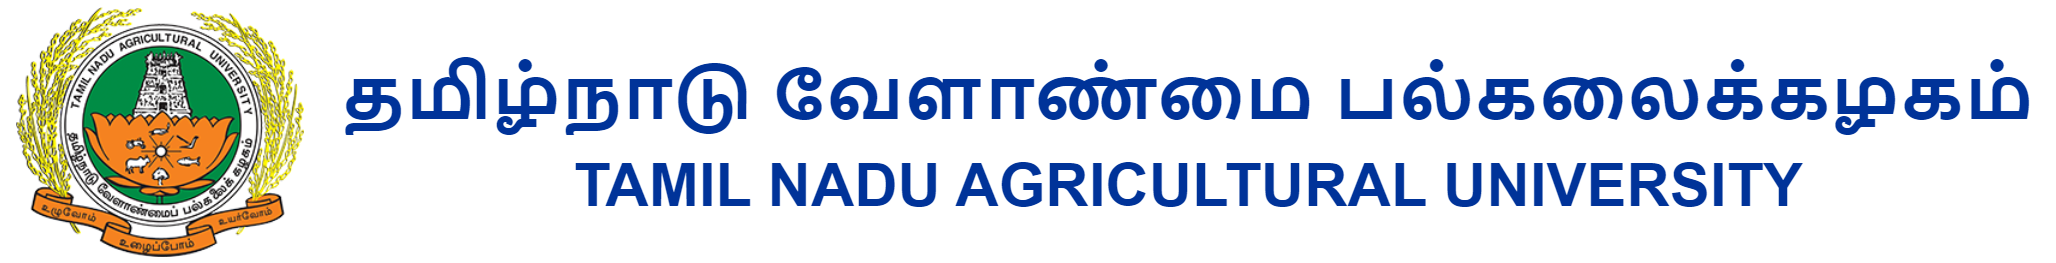 TAMIL NADU AGRICULTURAL UNIVERSITY
தமிழ்நாடு வேளாண்மைப் பல்கலைக் கழகம்
உழுவோம்
உழைப்போம்
உயர்வோம்
தமிழ்நாடு வேளாண்மை பல்கலைக்கழகம்
TAMIL NADU AGRICULTURAL UNIVERSITY